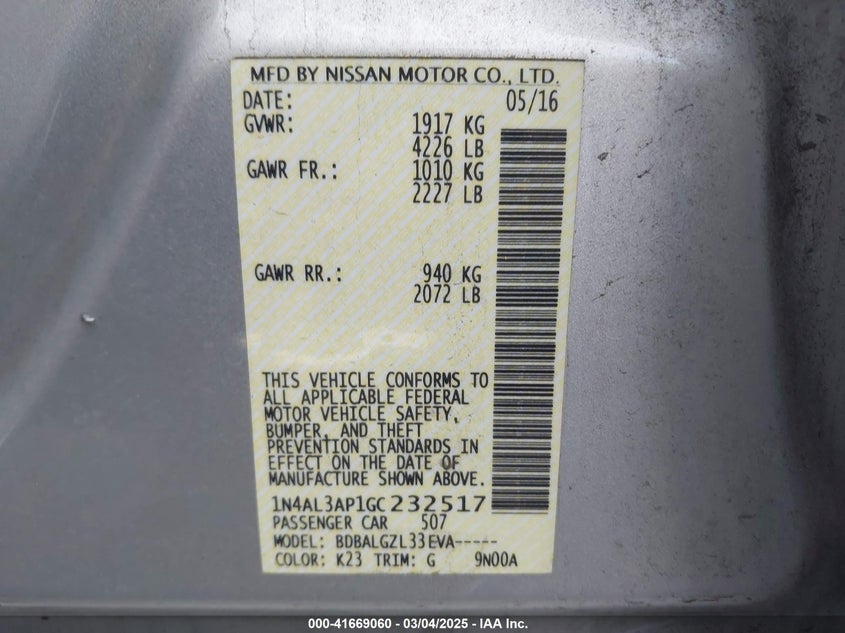 MFD BY NISSAN MOTOR CO., LTD.
DATE: 05/16
GVWR: 1917 KG
4226 LB
GAWR FR.: 1010 KG
2227 LB
GAWR RR.: 940 KG
2072 LB
THIS VEHICLE CONFORMS TO
ALL APPLICABLE FEDERAL
MOTOR VEHICLE SAFETY,
BUMPER, AND THEFT
PREVENTION STANDARDS IN
EFFECT ON THE DATE OF
MANUFACTURE SHOWN ABOVE.
1N4AL3AP1GC232517
PASSENGER CAR 507
MODEL: BDBALGZL33EVA-----
COLOR: K23 TRIM: G 9N00A
000-41669060 - 03/04/2025 - IAA Inc.